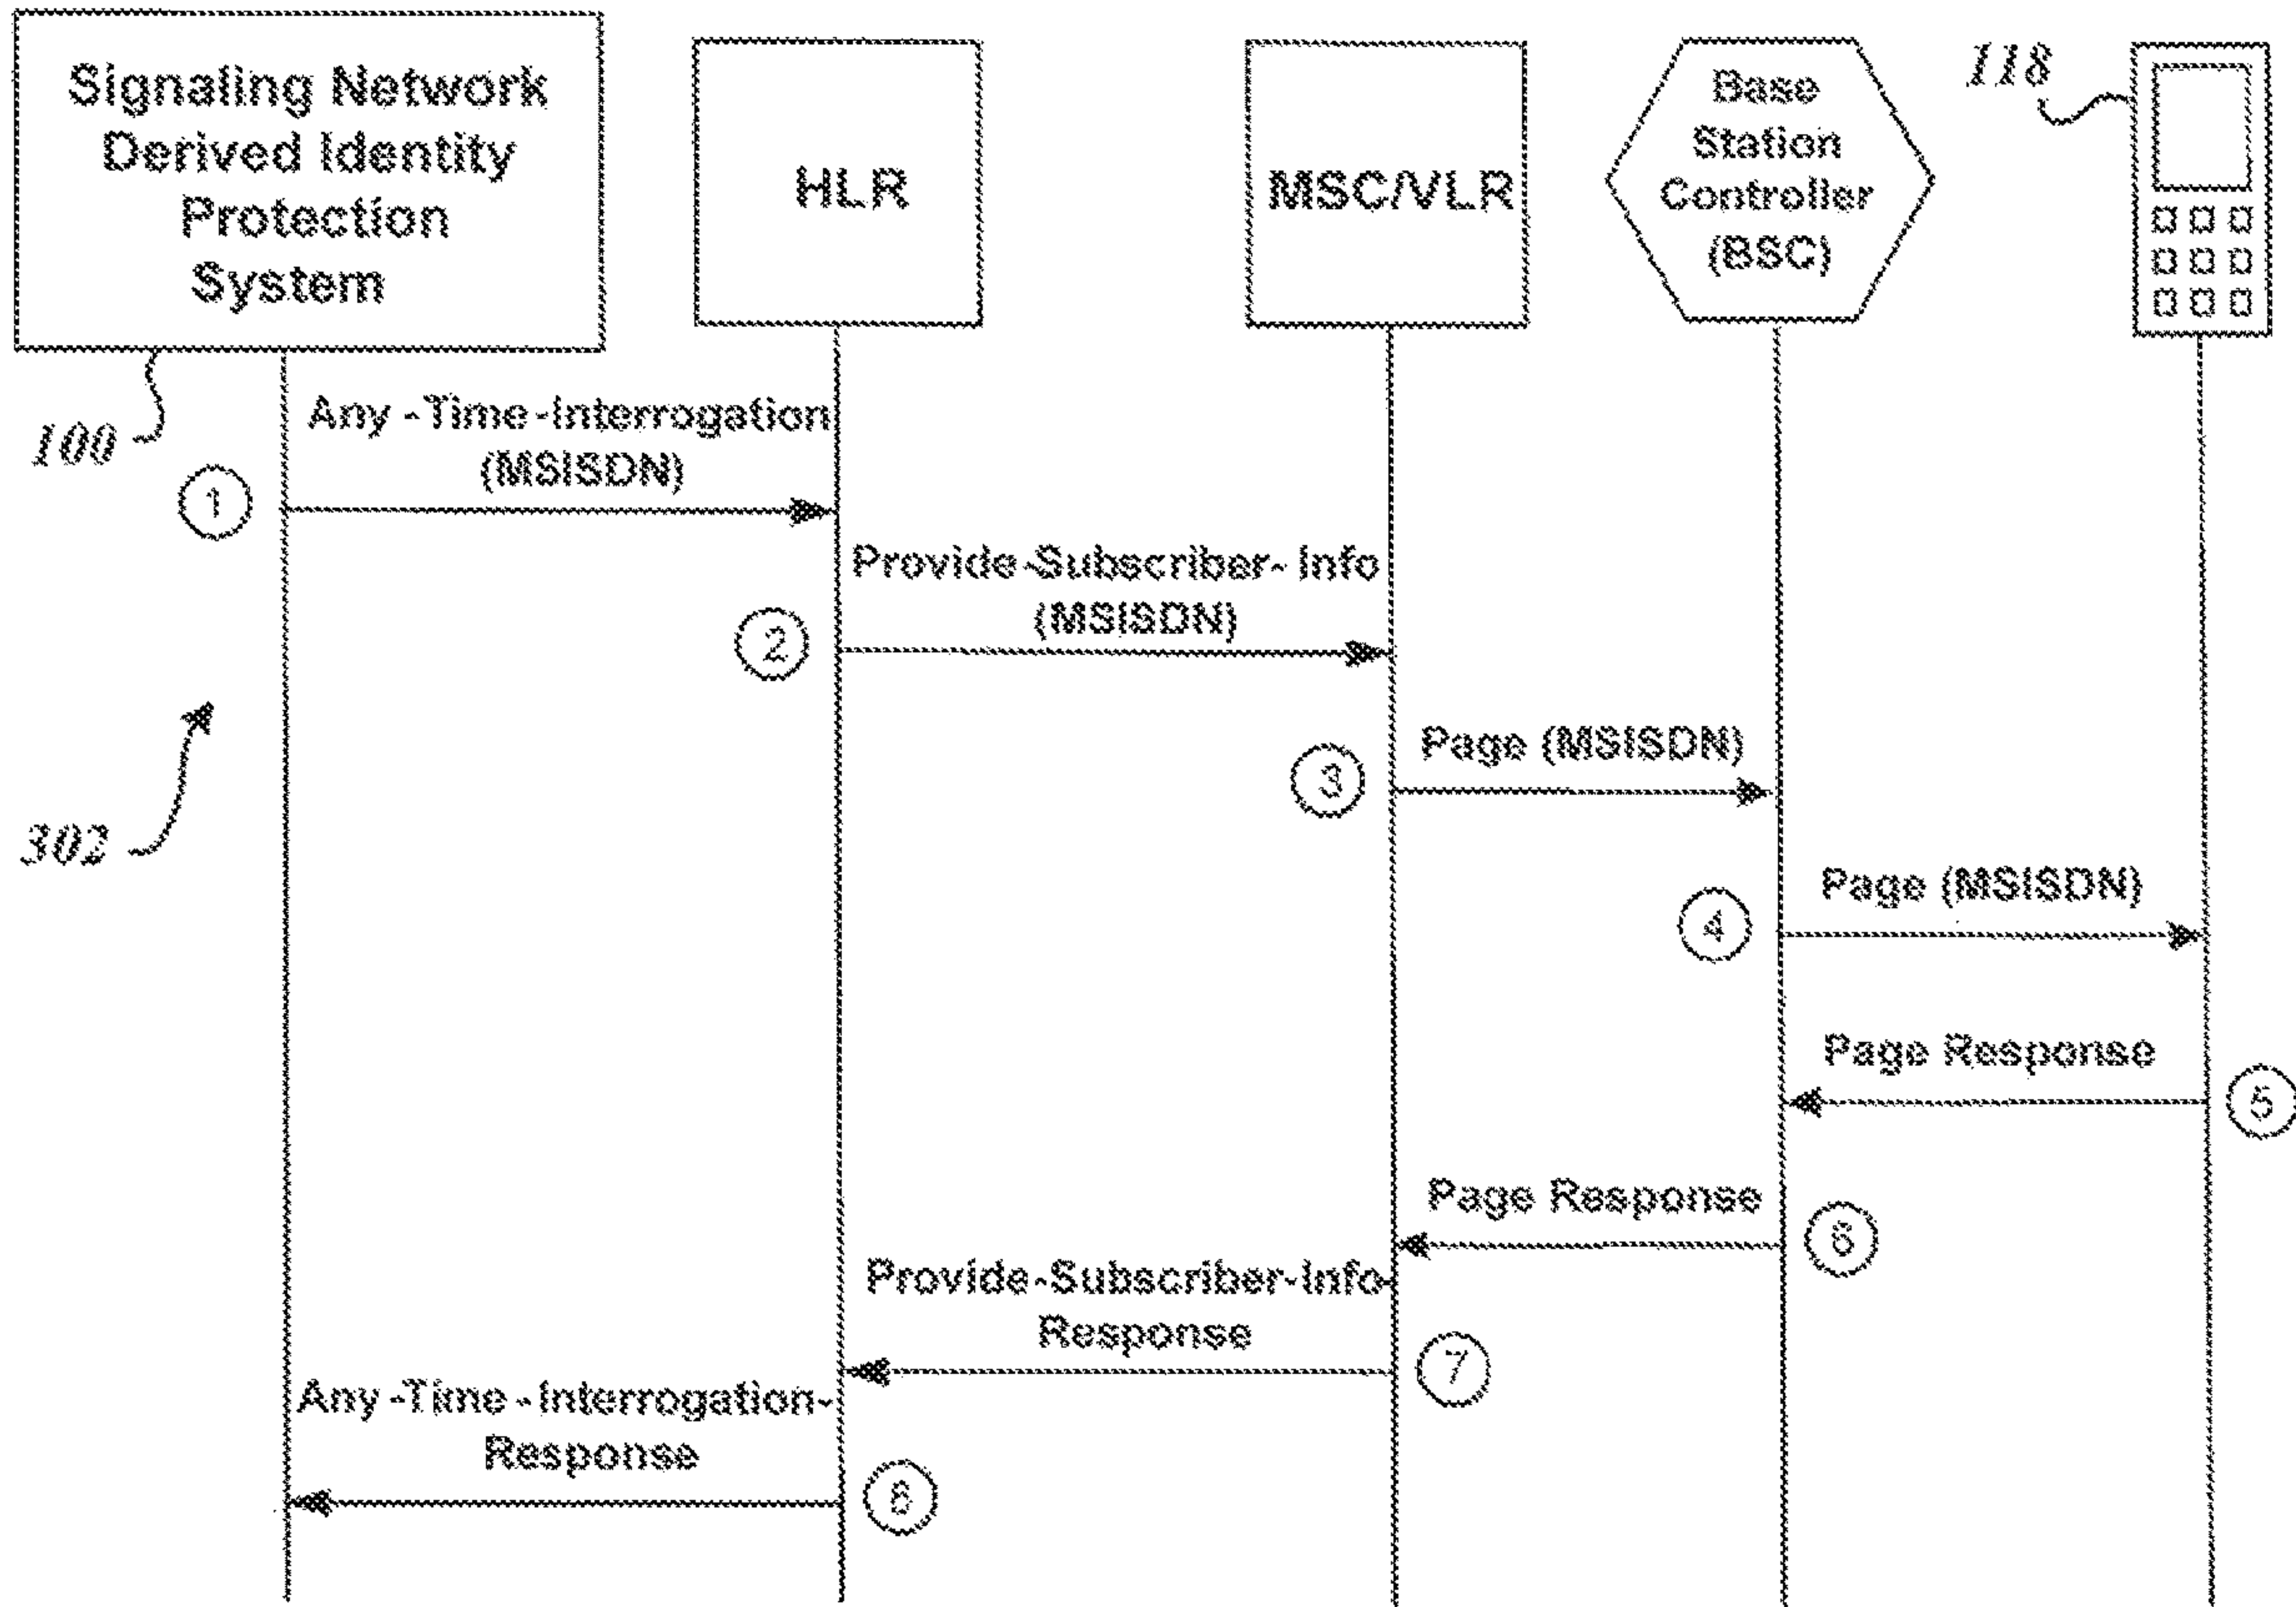 Signaling Network
Derived Identity
Protection
System
HLR
MSC/VLR
Base
Station
Controller
(BSC)
118
100
Any -Time -Interrogation
(MSISDN)
1
Provide-Subscriber- Info
(MSISDN)
2
302
Page (MSISDN)
3
Page (MSISDN)
4
Page Response
5
Page Response
6
Provide-Subscriber-Info-
Response
7
Any -Time -Interrogation-
Response
8